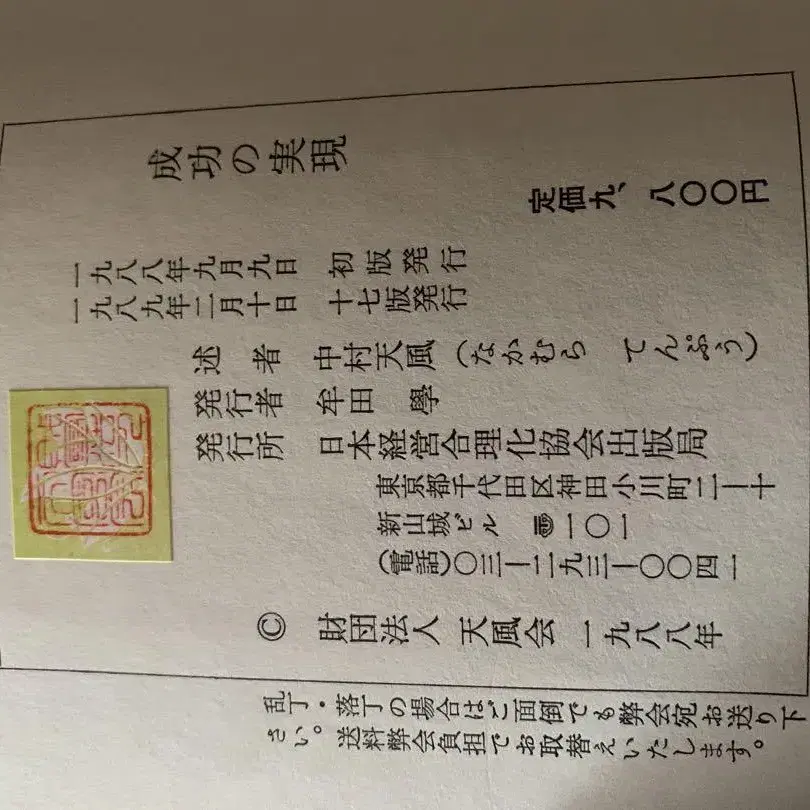 成功の実現
定価九、八〇〇円
一九八八年九月九日 初版発行
一九八九年二月十日 十七版発行
述者 中村天風(なかむら てんぷう)
発行者 牟田 學
発行所 日本経営合理化協会出版局
東京都千代田区神田小川町二ー十
新山城ビル 〠一〇一
(電話)〇三ー二九三ー〇〇四一
© 財団法人 天風会 一九八八年
乱丁・落丁の場合はご面倒でも弊会宛お送り下
さい。送料弊会負担でお取替えいたします。